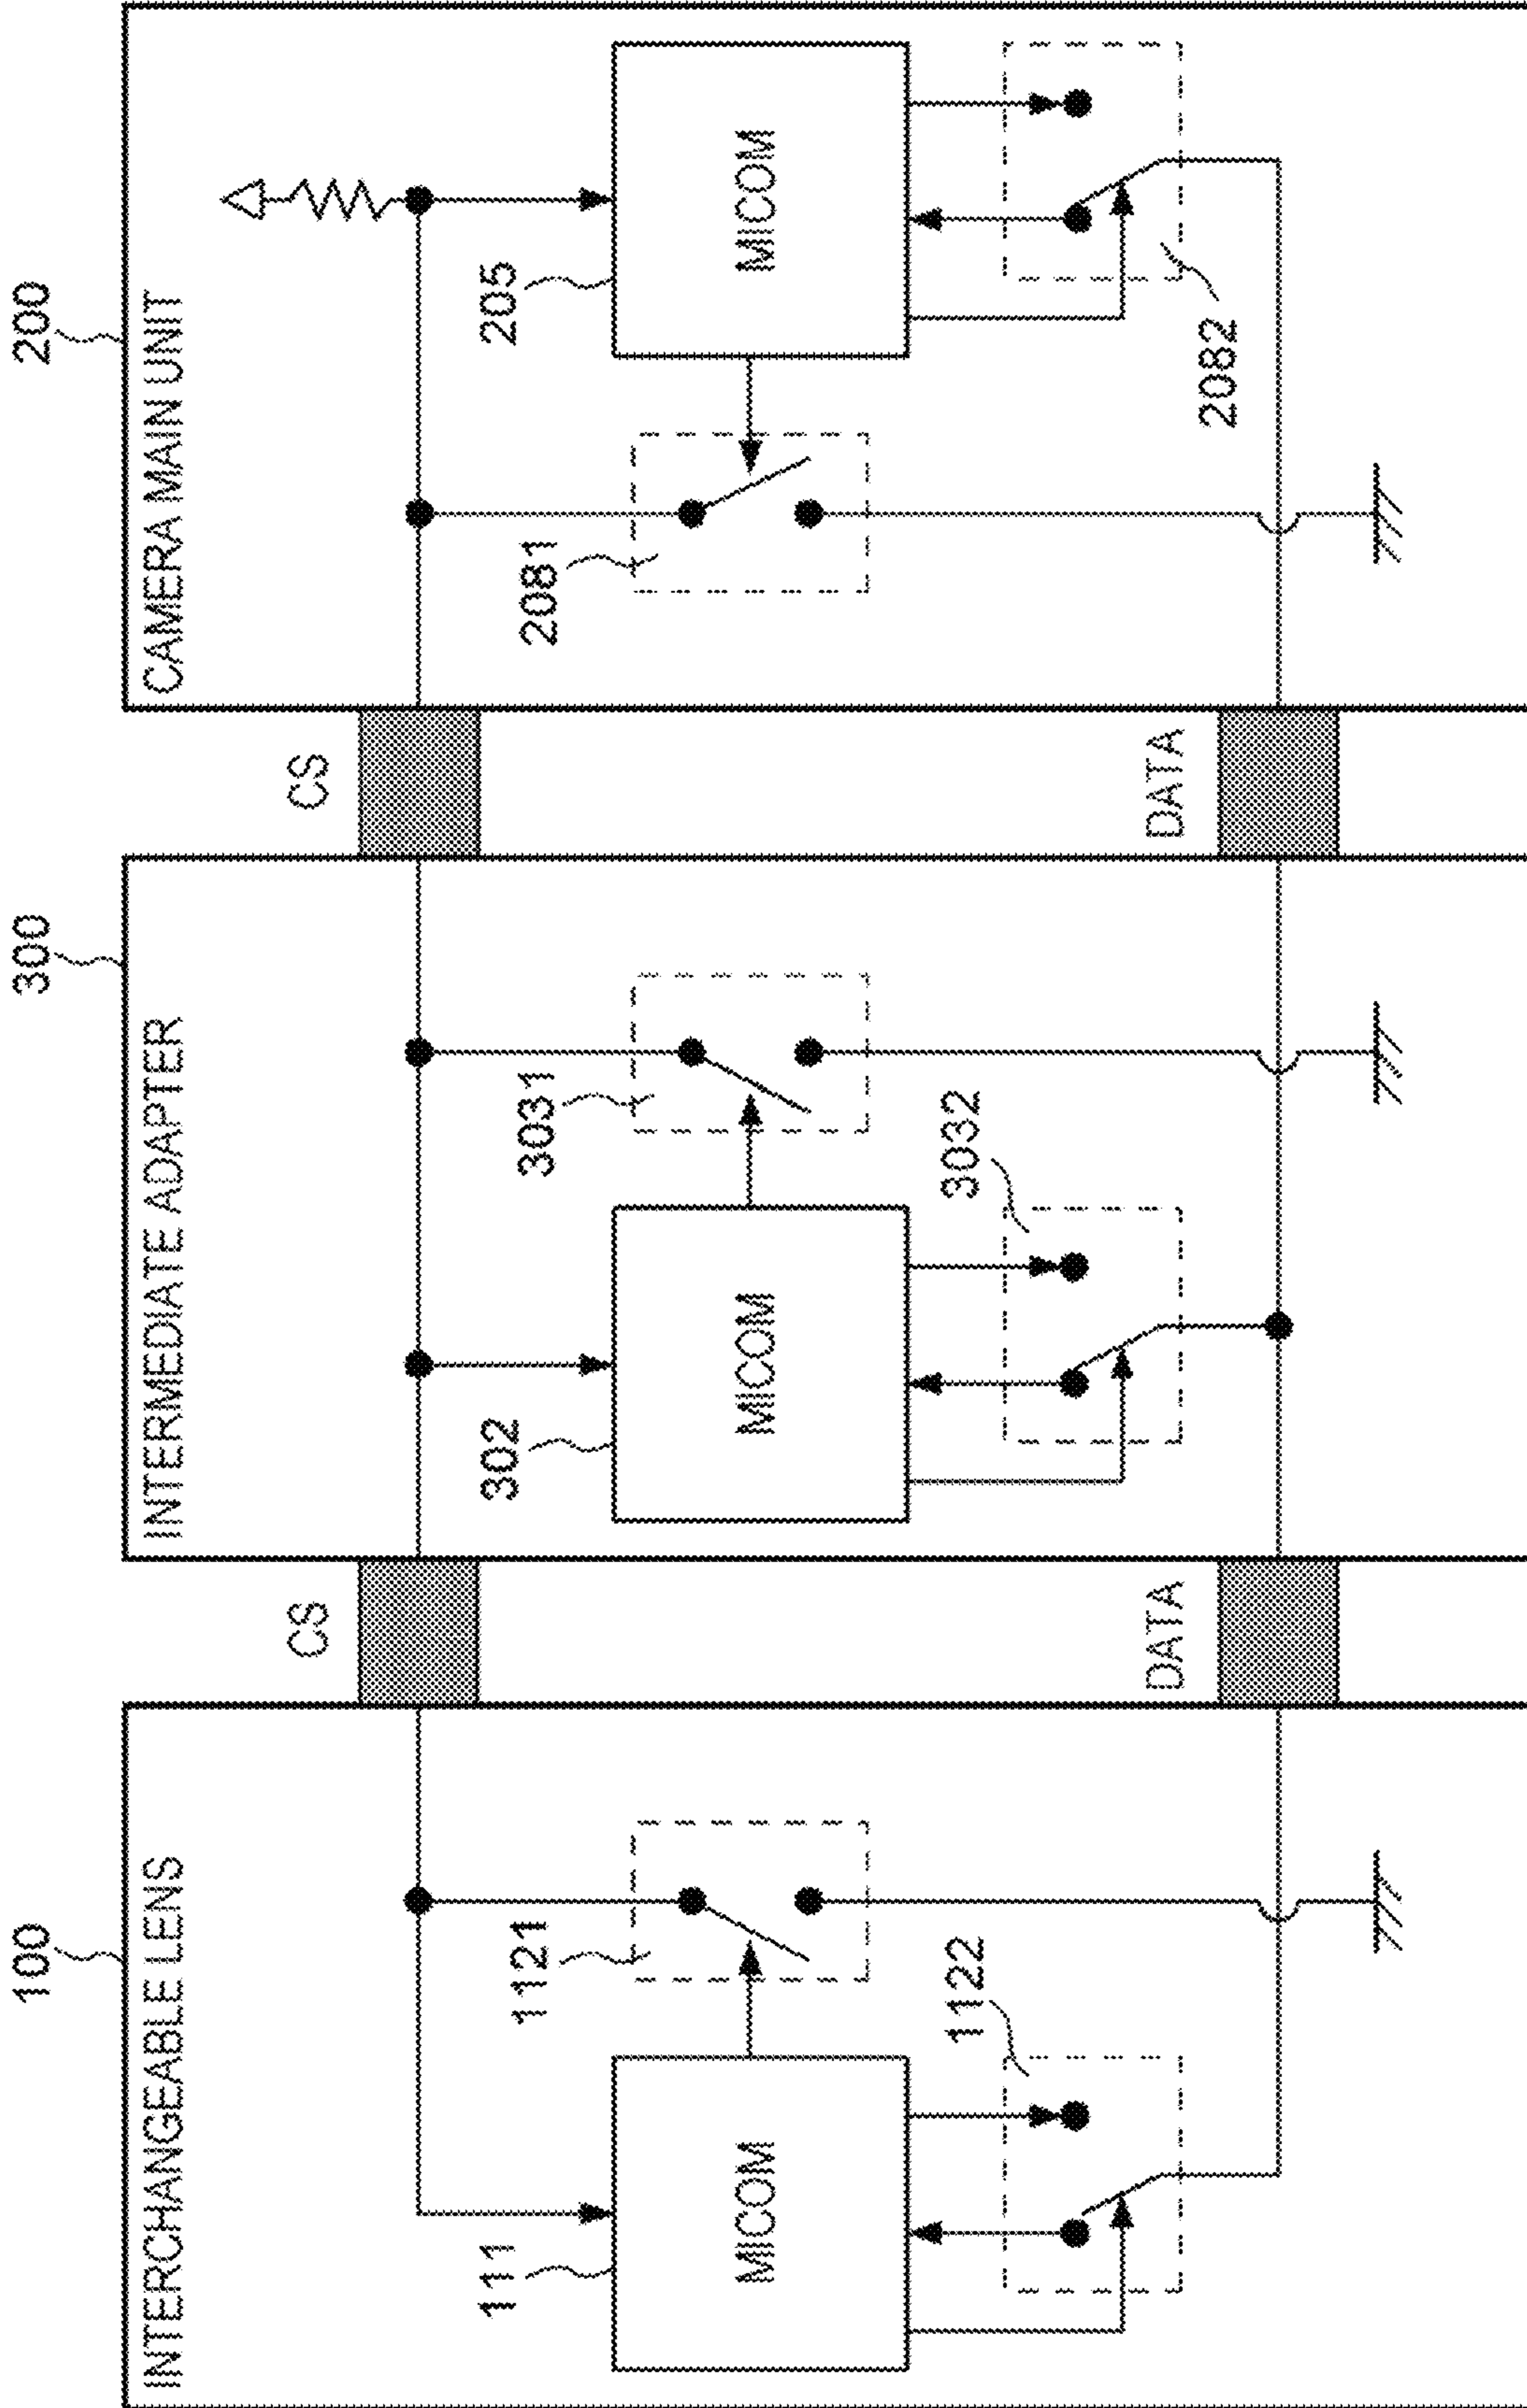 100
INTERCHANGEABLE LENS
111
MICOM
1121
1122
CS
DATA
300
INTERMEDIATE ADAPTER
302
MICOM
3031
3032
CS
DATA
200
CAMERA MAIN UNIT
2081
205
MICOM
2082